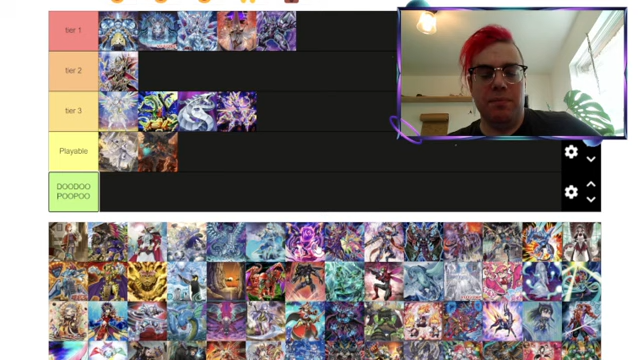 tier 1
tier 2
tier 3
Playable
DOODOO
POOPOO